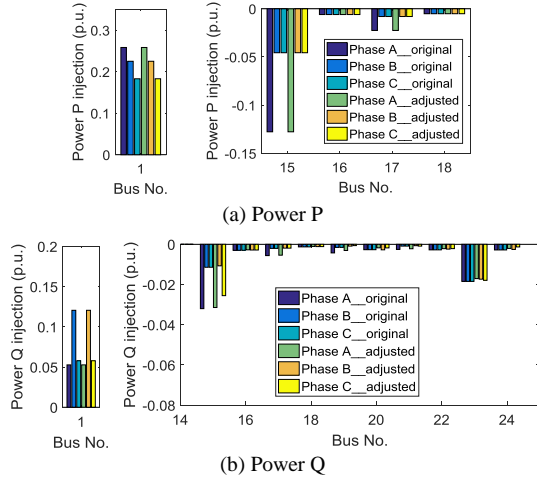 Power P injection (p.u.)
0.3
0.2
0.1
0
1
Bus No.
Power P injection (p.u.)
0
-0.05
-0.1
-0.15
15 16 17 18
Bus No.
Phase A__original
Phase B__original
Phase C__original
Phase A__adjusted
Phase B__adjusted
Phase C__adjusted
(a) Power P
Power Q injection (p.u.)
0.2
0.15
0.1
0.05
0
1
Bus No.
Power Q injection (p.u.)
0
-0.02
-0.04
-0.06
-0.08
14 16 18 20 22 24
Bus No.
Phase A__original
Phase B__original
Phase C__original
Phase A__adjusted
Phase B__adjusted
Phase C__adjusted
(b) Power Q